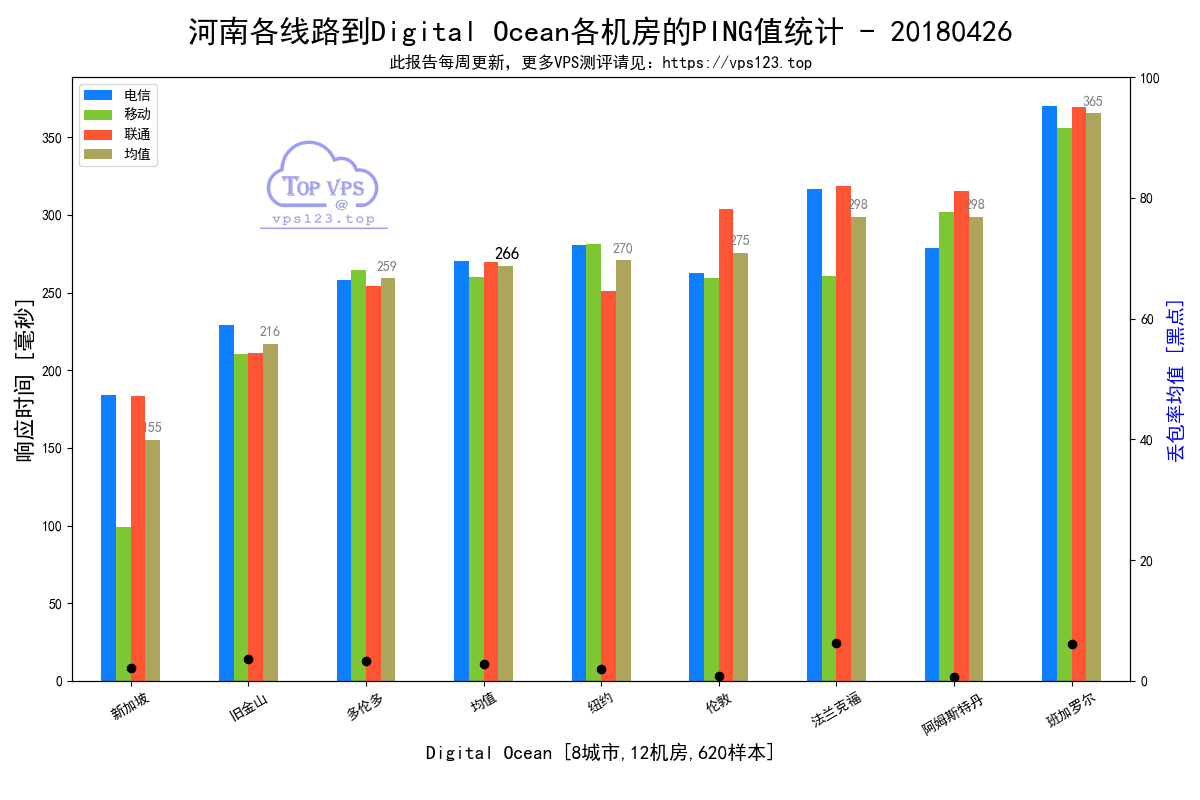 河南各线路到Digital Ocean各机房的PING值统计 - 20180426
此报告每周更新，更多VPS测评请见：https://vps123.top
电信
移动
联通
均值
TOP VPS
@
vps123.top
响应时间 [毫秒]
350
300
250
200
150
100
50
0
155
216
259
266
270
275
298
298
365
100
80
60
40
20
0
丢包率均值 [黑点]
新加坡
旧金山
多伦多
均值
纽约
伦敦
法兰克福
阿姆斯特丹
班加罗尔
Digital Ocean [8城市,12机房,620样本]